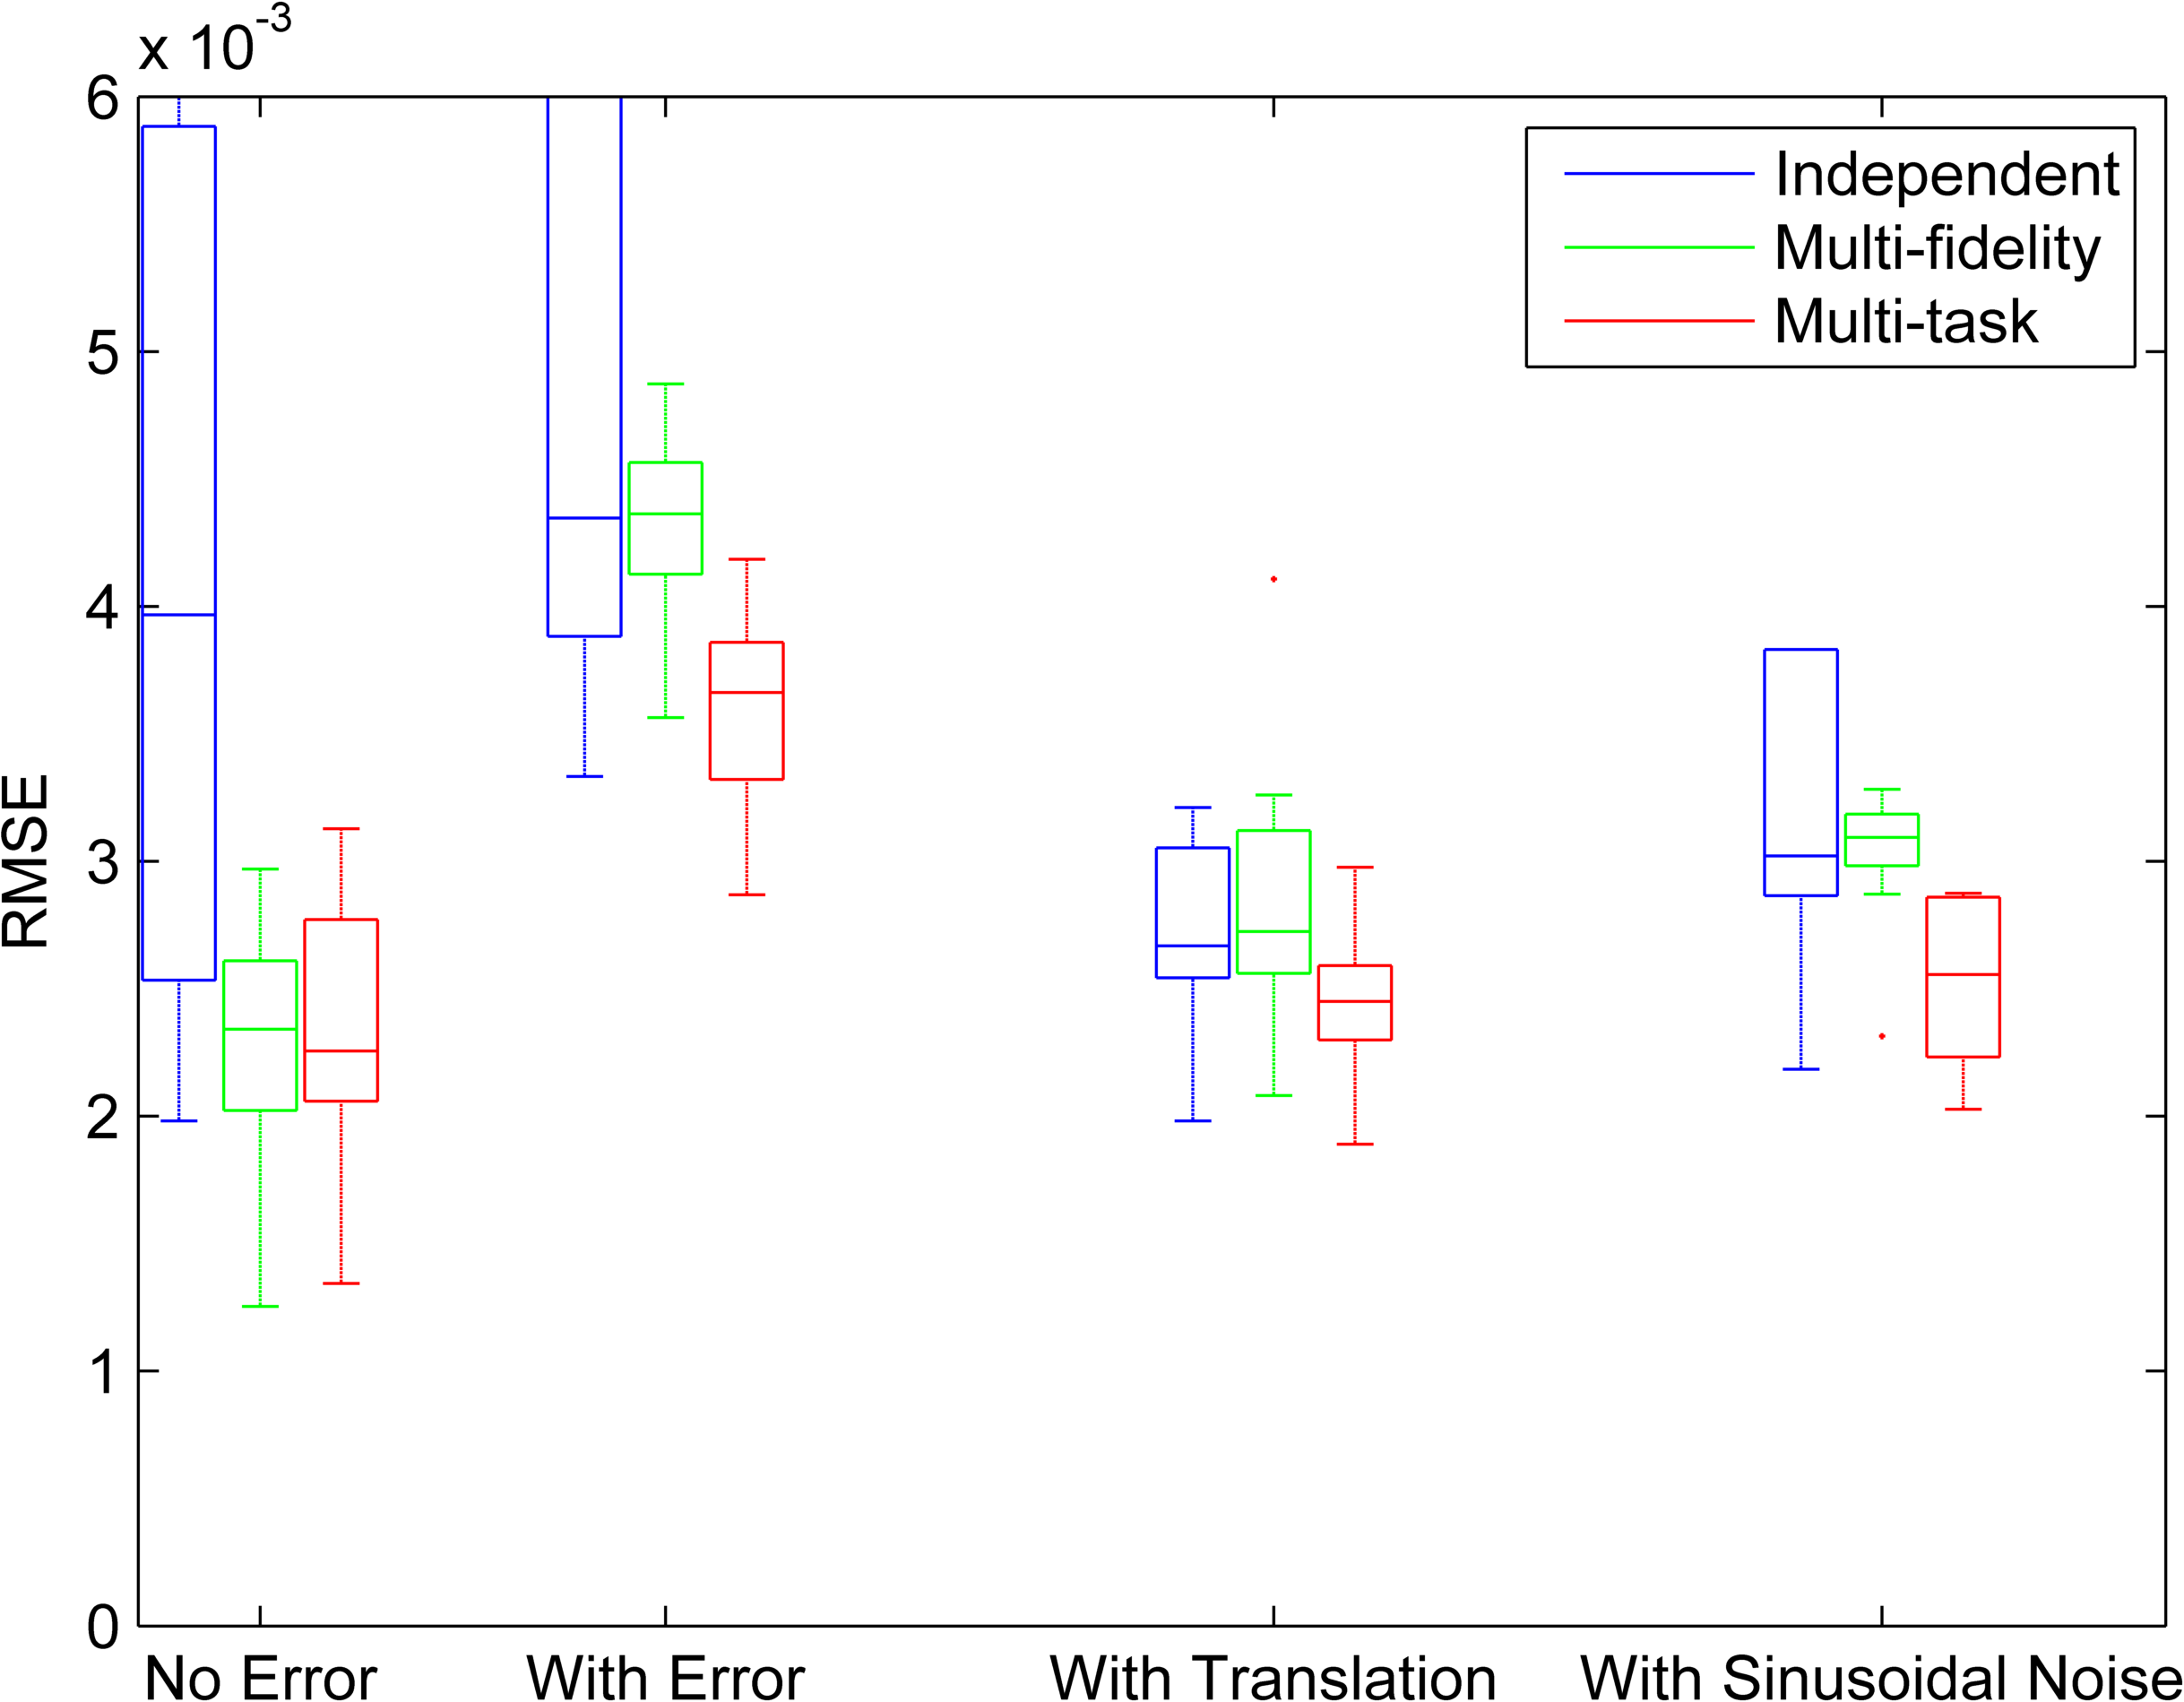 x 10-3
6
5
4
3
2
1
0
RMSE
Independent
Multi-fidelity
Multi-task
No Error
With Error
With Translation
With Sinusoidal Noise